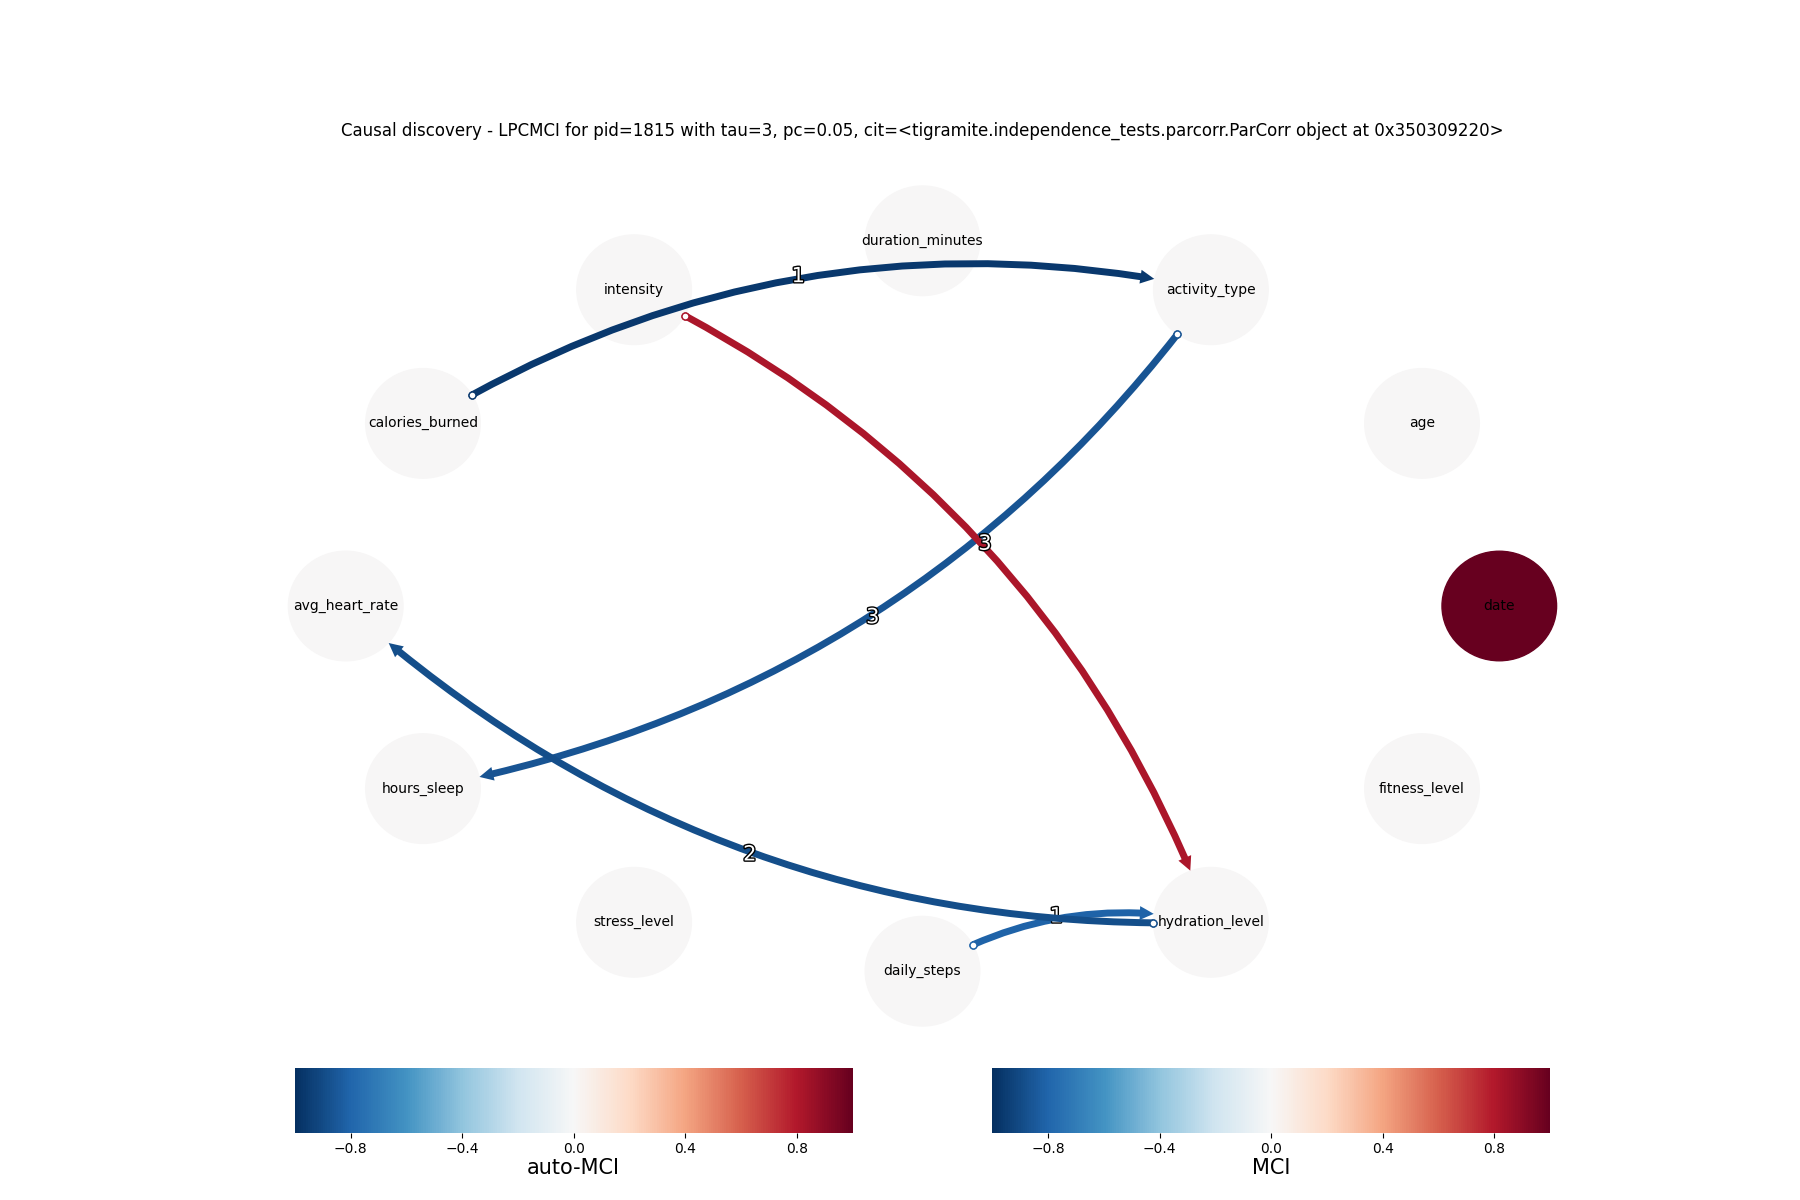 Causal discovery - LPCMCI for pid=1815 with tau=3, pc=0.05, cit=<tigramite.independence_tests.parcorr.ParCorr object at 0x350309220>
duration_minutes
intensity
activity_type
1
calories_burned
age
3
avg_heart_rate
date
3
hours_sleep
fitness_level
2
1
stress_level
hydration_level
daily_steps
−0.8 −0.4 0.0 0.4 0.8
auto-MCI
−0.8 −0.4 0.0 0.4 0.8
MCI